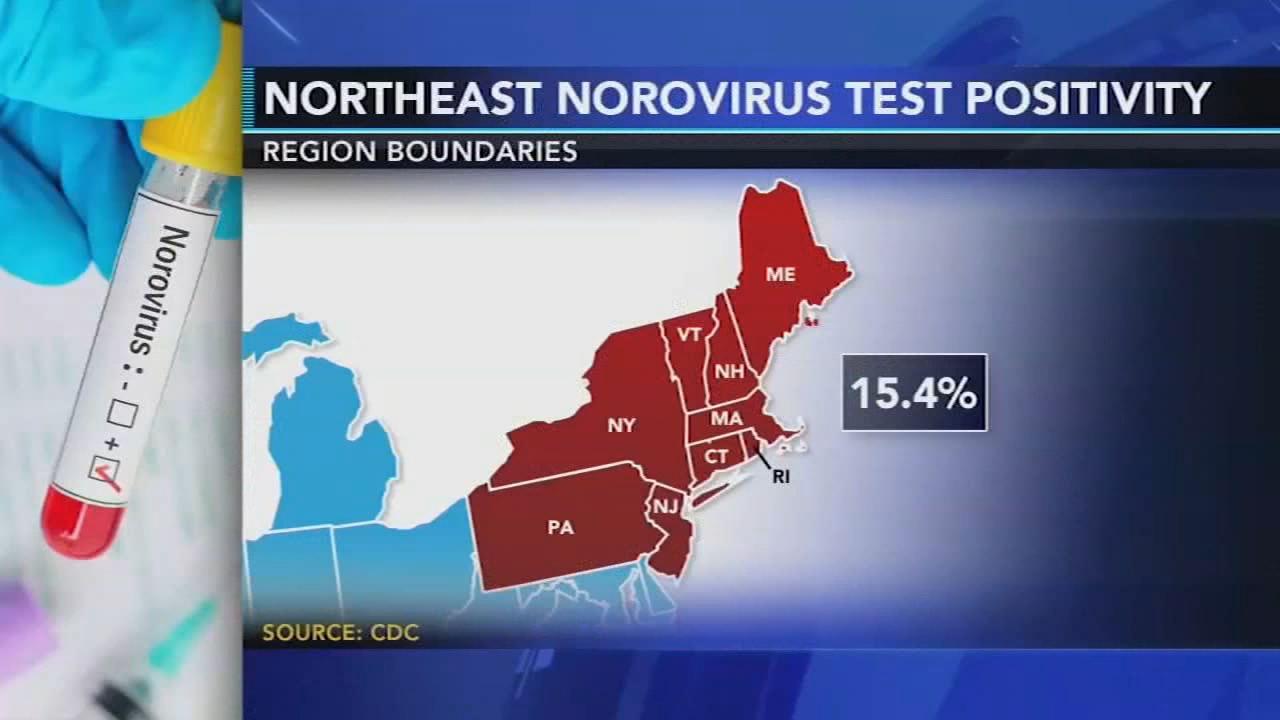 NORTHEAST NOROVIRUS TEST POSITIVITY
REGION BOUNDARIES
Norovirus : - □ + ☑
ME
VT
NH
15.4%
NY
MA
CT
RI
NJ
PA
SOURCE: CDC